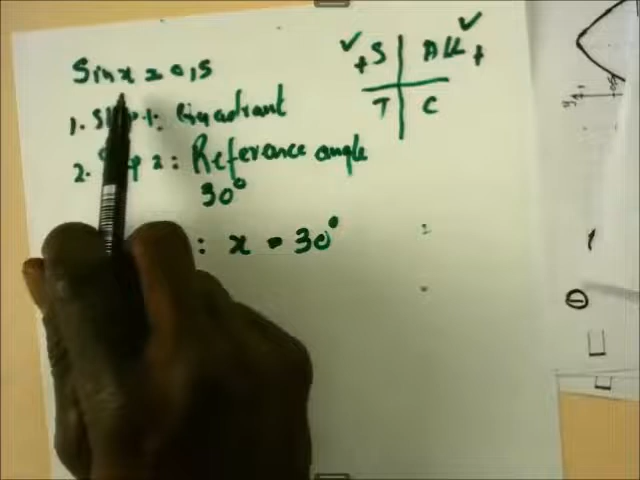 Sin x = 0,5
+S | All +
T | C
1. Step 1: Quadrant
2. Step 2: Reference angle
30°
: x = 30°